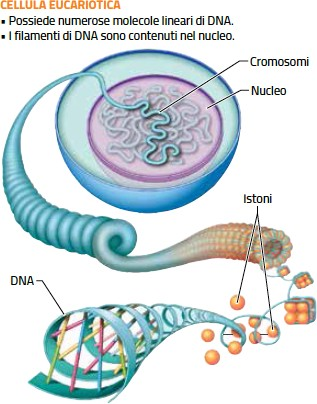 CELLULA EUCARIOTICA
▪ Possiede numerose molecole lineari di DNA.
▪ I filamenti di DNA sono contenuti nel nucleo.
Cromosomi
Nucleo
Istoni
DNA